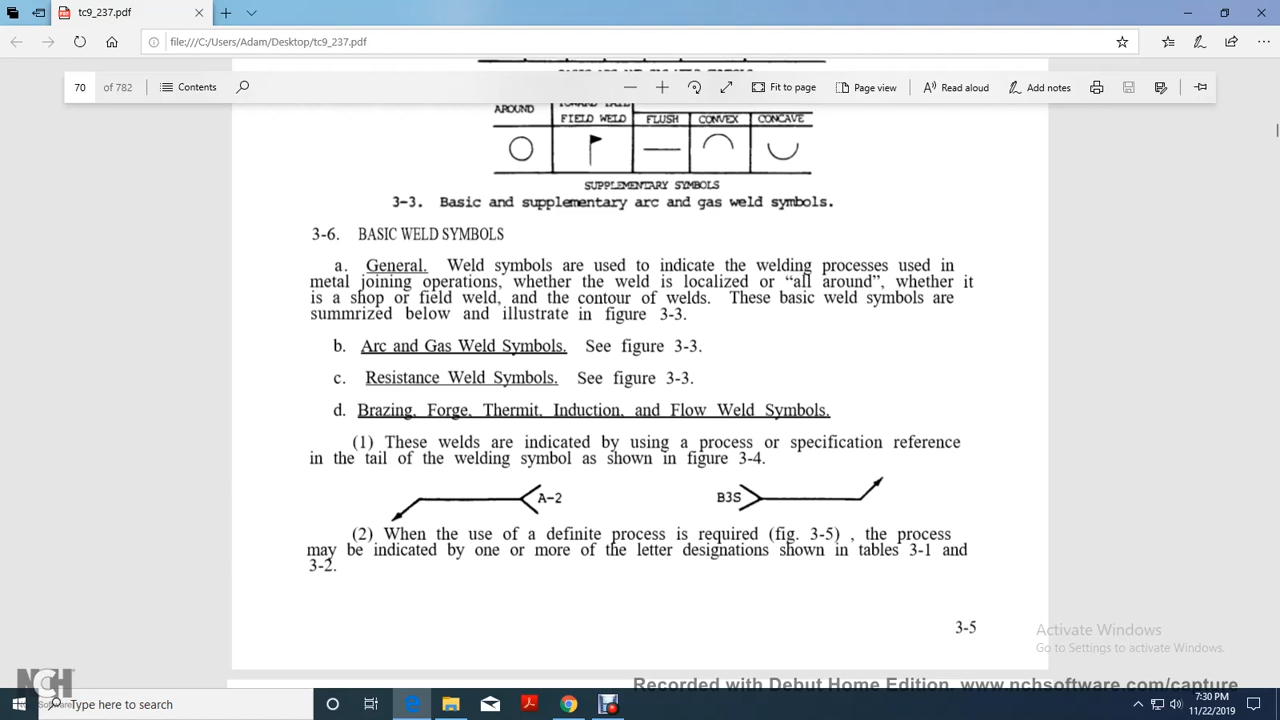 tc9_237.pdf
file:///C:/Users/Adam/Desktop/tc9_237.pdf
70 of 782 Contents Fit to page Page view Read aloud Add notes
AROUND
FIELD WELD FLUSH CONVEX CONCAVE
SUPPLEMENTARY SYMBOLS
3-3. Basic and supplementary arc and gas weld symbols.
3-6. BASIC WELD SYMBOLS
a. General. Weld symbols are used to indicate the welding processes used in
metal joining operations, whether the weld is localized or “all around”, whether it
is a shop or field weld, and the contour of welds. These basic weld symbols are
summrized below and illustrate in figure 3-3.
b. Arc and Gas Weld Symbols. See figure 3-3.
c. Resistance Weld Symbols. See figure 3-3.
d. Brazing, Forge, Thermit, Induction, and Flow Weld Symbols.
(1) These welds are indicated by using a process or specification reference
in the tail of the welding symbol as shown in figure 3-4.
A-2 B3S
(2) When the use of a definite process is required (fig. 3-5) , the process
may be indicated by one or more of the letter designations shown in tables 3-1 and
3-2.
3-5
Activate Windows
Go to Settings to activate Windows.
NCH
Recorded with Debut Home Edition. www.nchsoftware.com/capture
Type here to search
7:30 PM
11/22/2019